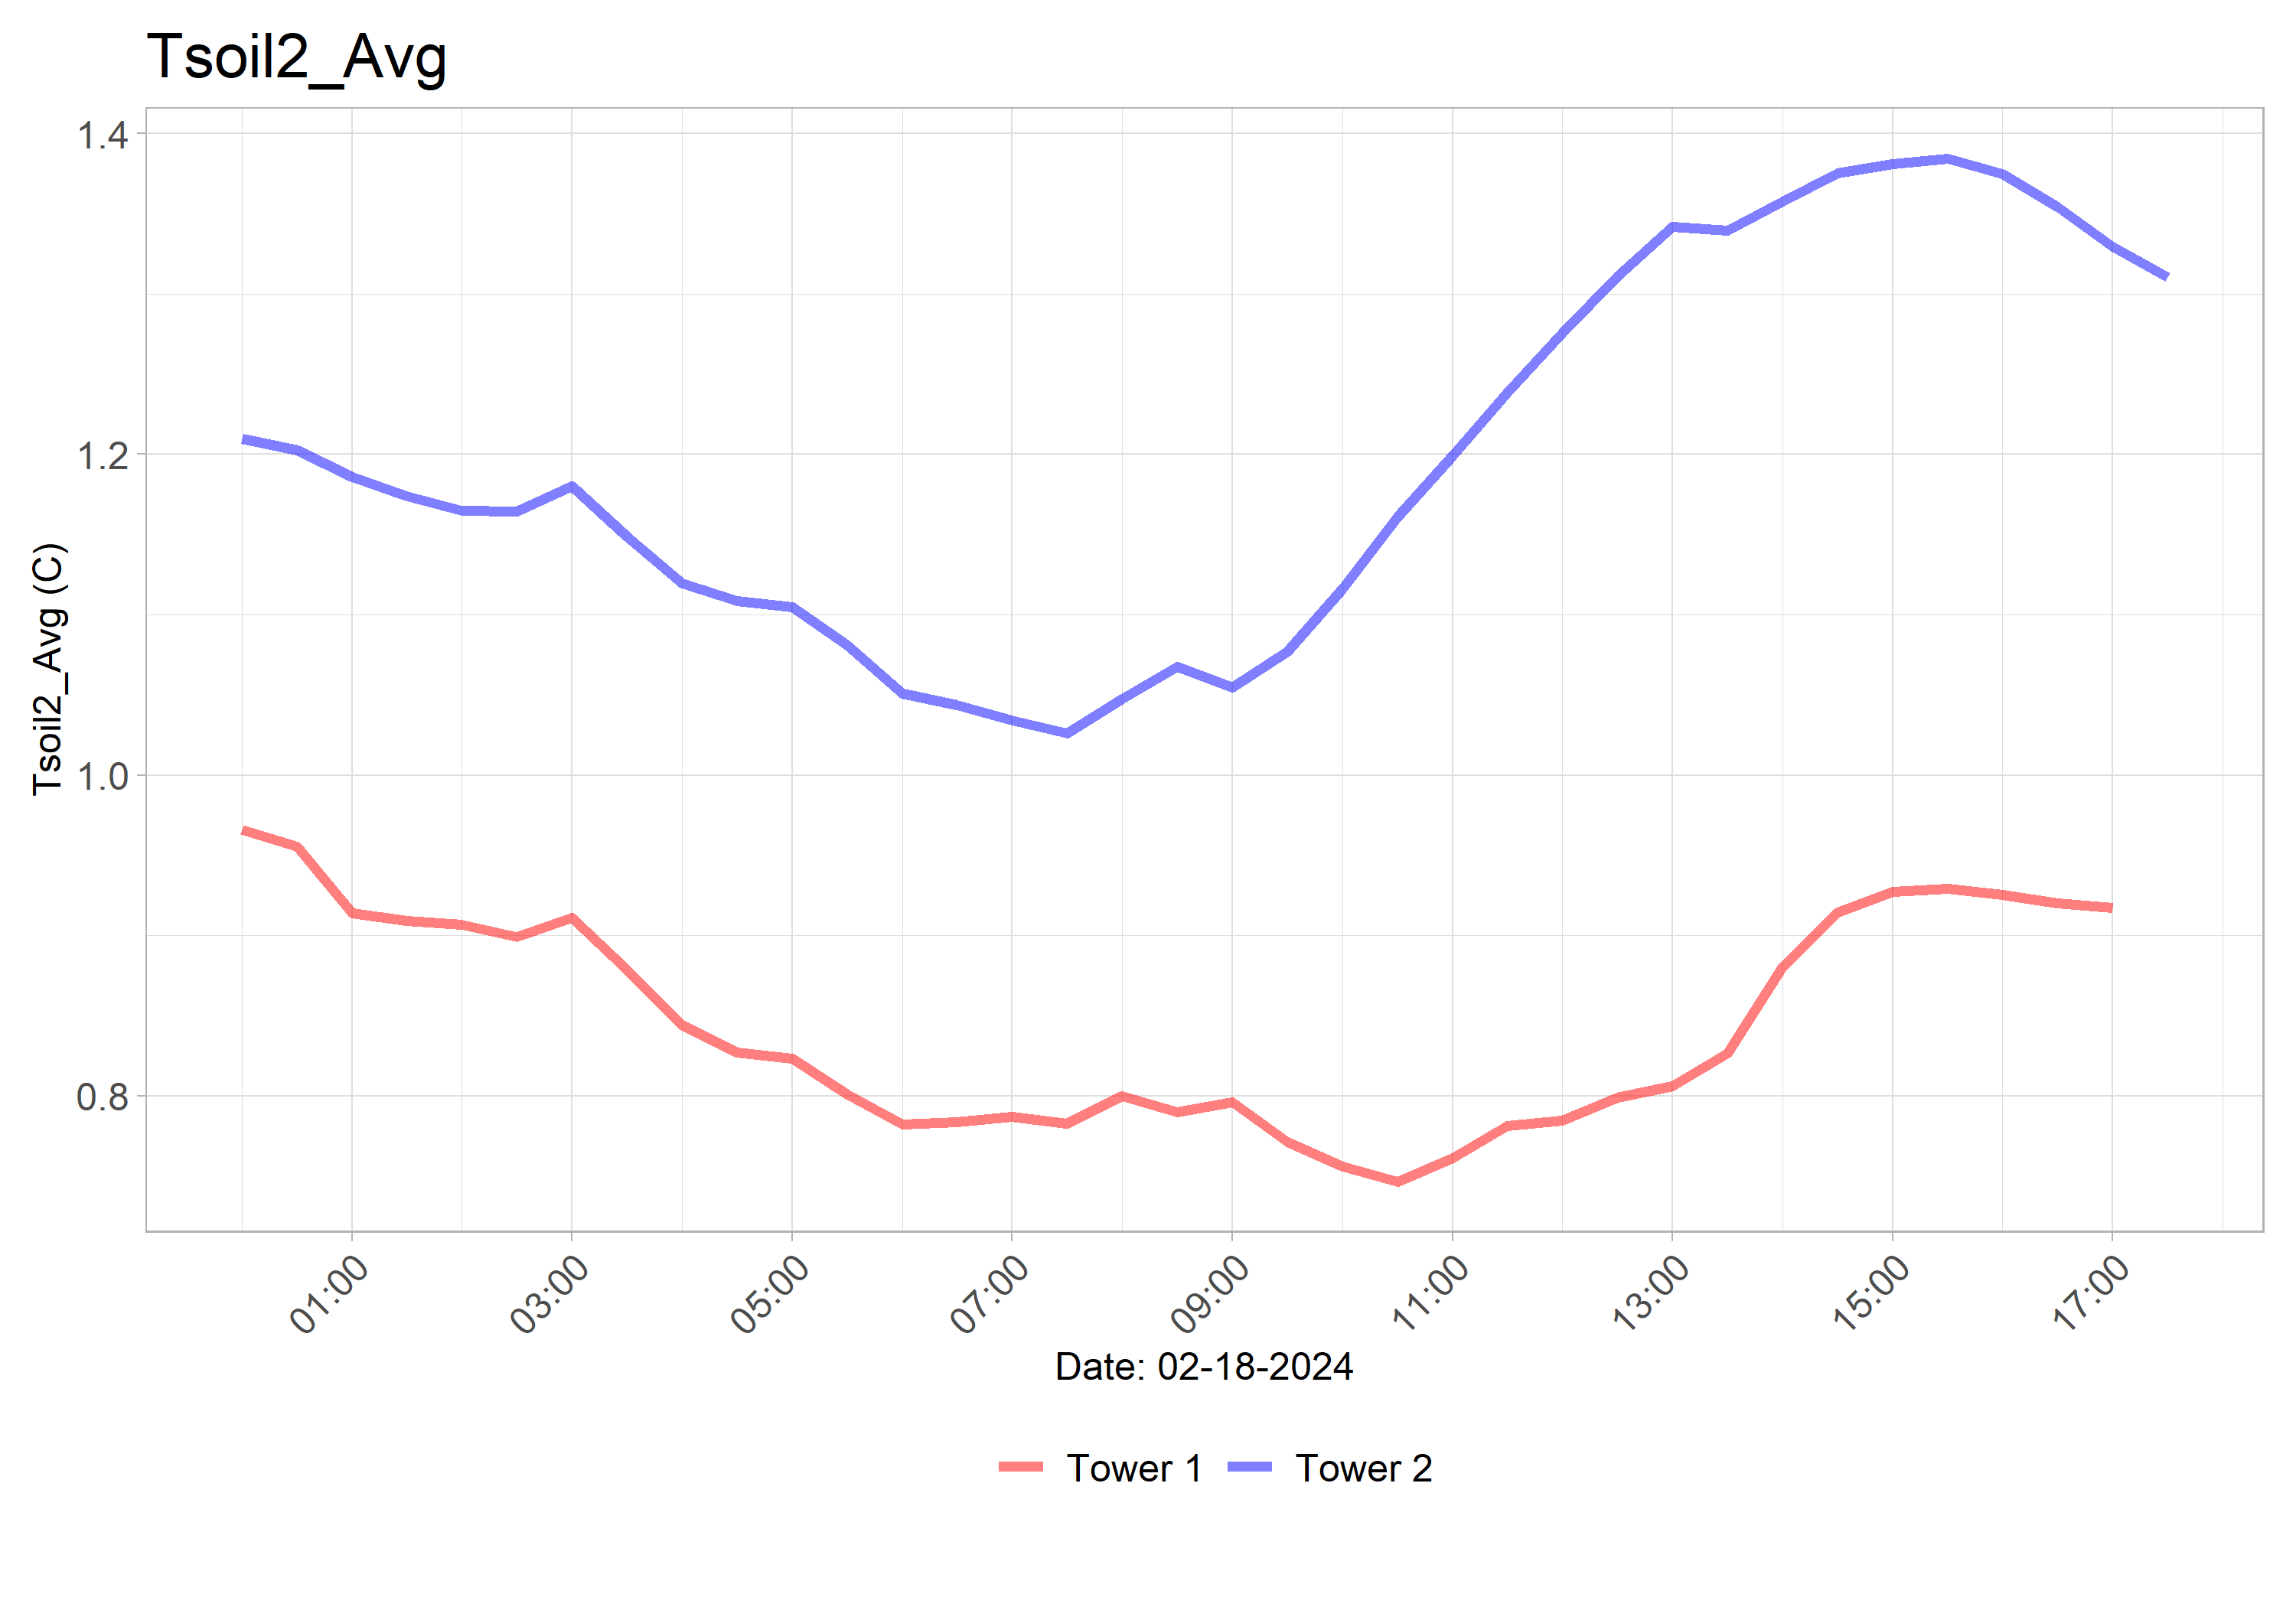 Tsoil2_Avg
Tsoil2_Avg (C)
1.4
1.2
1.0
0.8
01:00 03:00 05:00 07:00 09:00 11:00 13:00 15:00 17:00
Date: 02-18-2024
Tower 1 Tower 2